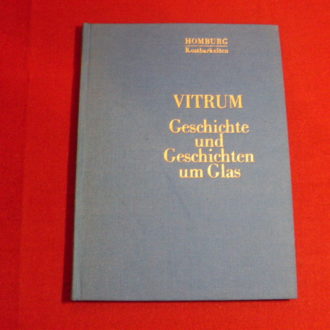 HOMBURG
Kostbarkeiten
VITRUM
Geschichte
und
Geschichten
um Glas